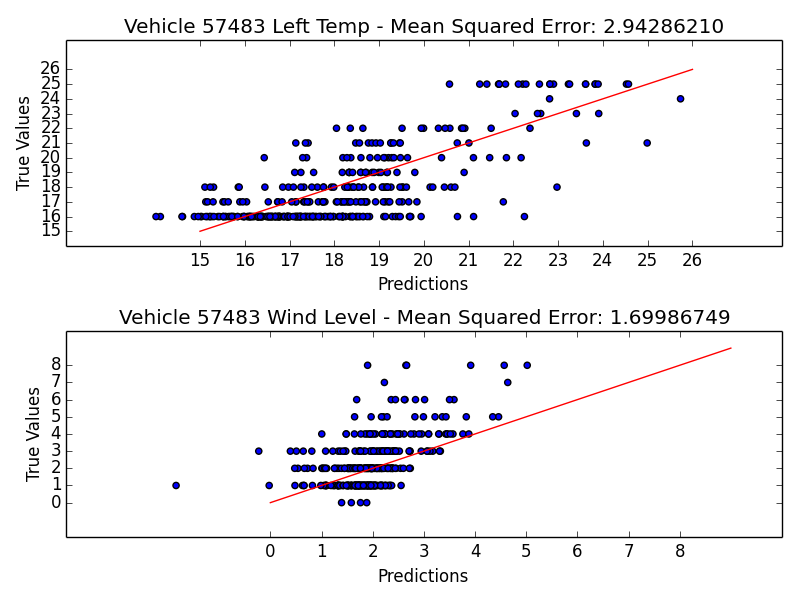 Vehicle 57483 Left Temp - Mean Squared Error: 2.94286210
26
25
24
23
22
21
20
19
18
17
16
15
True Values
15 16 17 18 19 20 21 22 23 24 25 26
Predictions
Vehicle 57483 Wind Level - Mean Squared Error: 1.69986749
8
7
6
5
4
3
2
1
0
True Values
0 1 2 3 4 5 6 7 8
Predictions